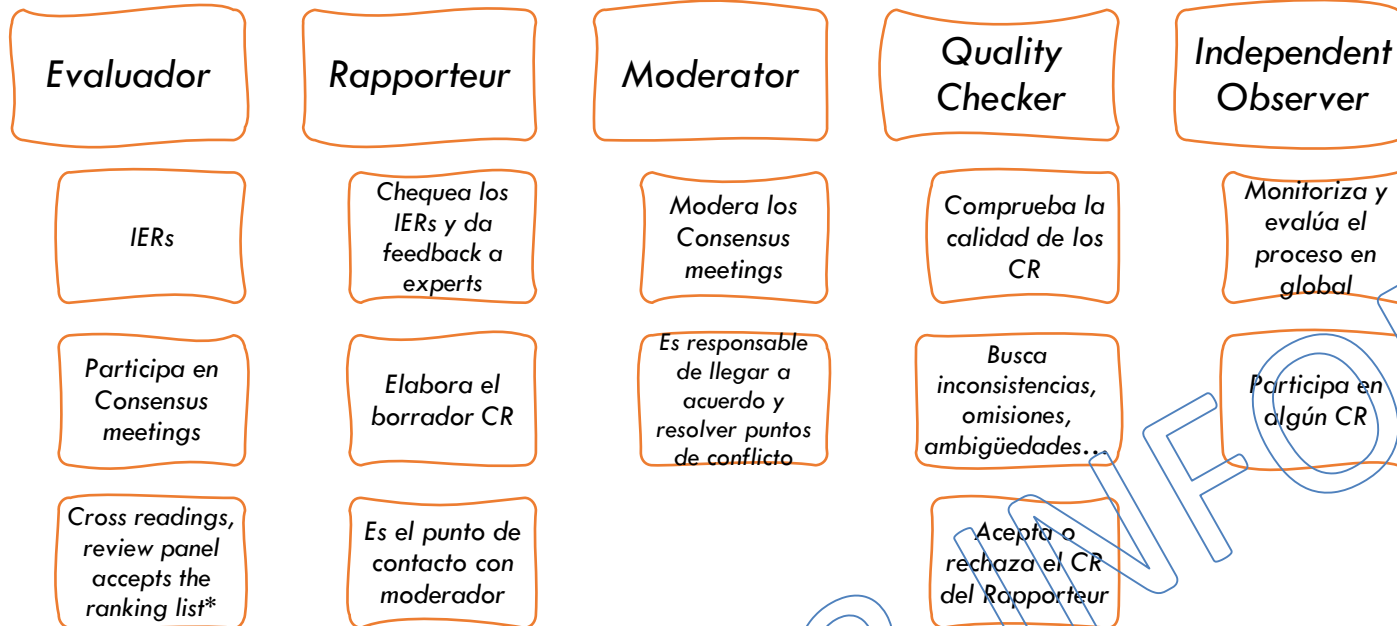 Evaluador
Rapporteur
Moderator
Quality
Checker
Independent
Observer
IERs
Chequea los
IERs y da
feedback a
experts
Modera los
Consensus
meetings
Comprueba la
calidad de los
CR
Monitoriza y
evalúa el
proceso en
global
Participa en
Consensus
meetings
Elabora el
borrador CR
Es responsable
de llegar a
acuerdo y
resolver puntos
de conflicto
Busca
inconsistencias,
omisiones,
ambigüedades...
Participa en
algún CR
Cross readings,
review panel
accepts the
ranking list*
Es el punto de
contacto con
moderador
Acepta o
rechaza el CR
del Rapporteur